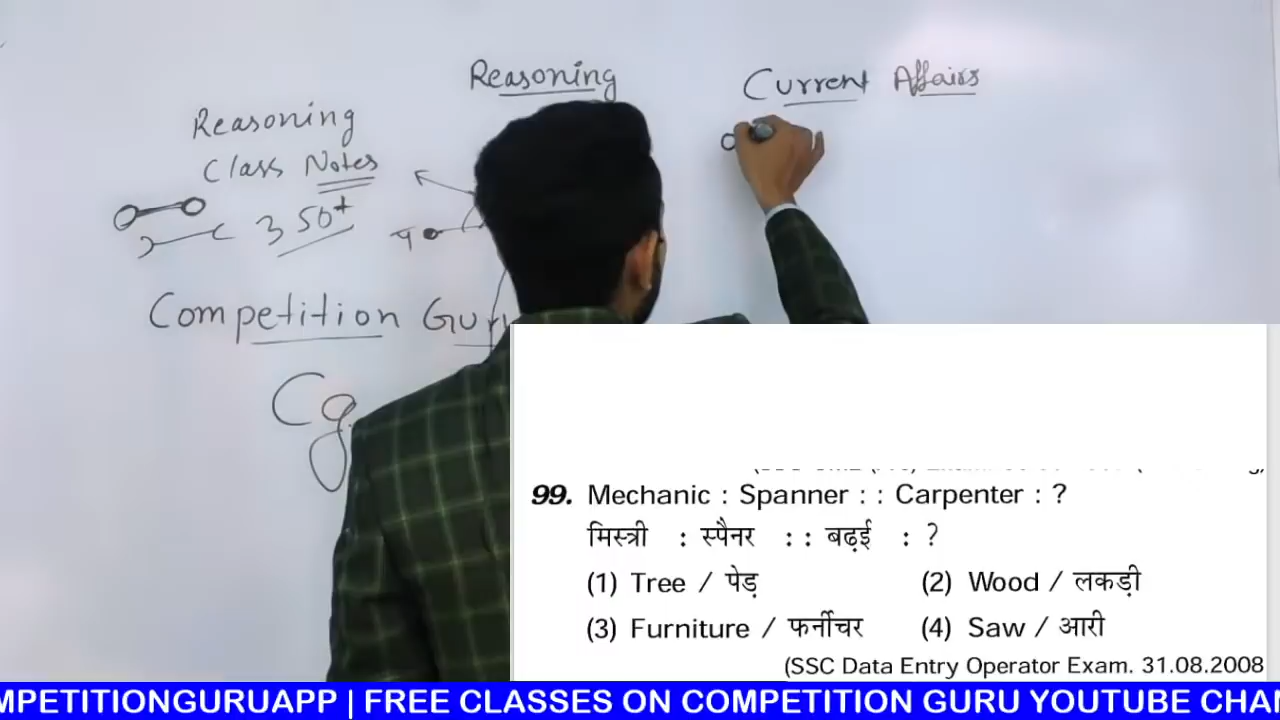 Reasoning
Current Affairs
Reasoning
Class Notes
350+
Competition Guru
Cg
99. Mechanic : Spanner : : Carpenter : ?
मिस्त्री : स्पैनर : : बढ़ई : ?
(1) Tree / पेड़ (2) Wood / लकड़ी
(3) Furniture / फर्नीचर (4) Saw / आरी
(SSC Data Entry Operator Exam. 31.08.2008
MPETITIONGURUAPP | FREE CLASSES ON COMPETITION GURU YOUTUBE CHAN